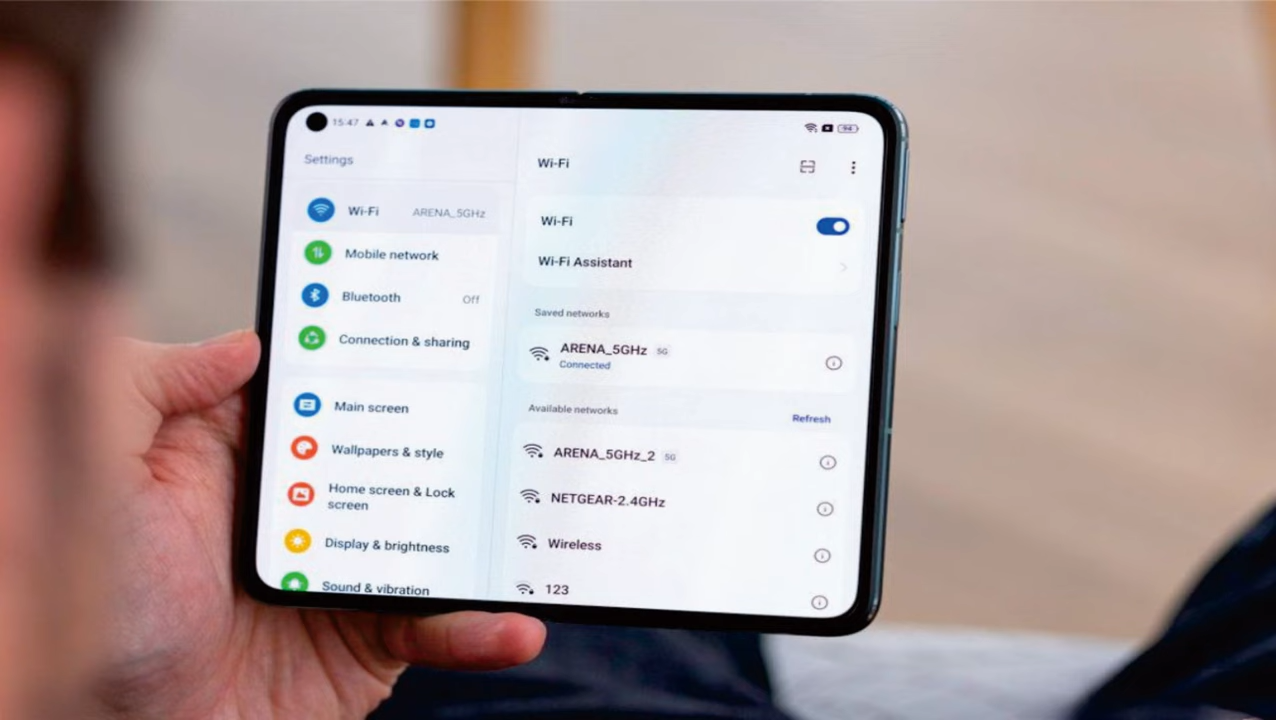 15:47
94
Settings
Wi-Fi
Wi-Fi ARENA_5GHz
Wi-Fi
Mobile network
Wi-Fi Assistant
Bluetooth Off
Saved networks
Connection & sharing
ARENA_5GHz 5G
Connected
Main screen
Available networks Refresh
Wallpapers & style
ARENA_5GHz_2 5G
Home screen & Lock
screen
NETGEAR-2.4GHz
Display & brightness
Wireless
Sound & vibration
123